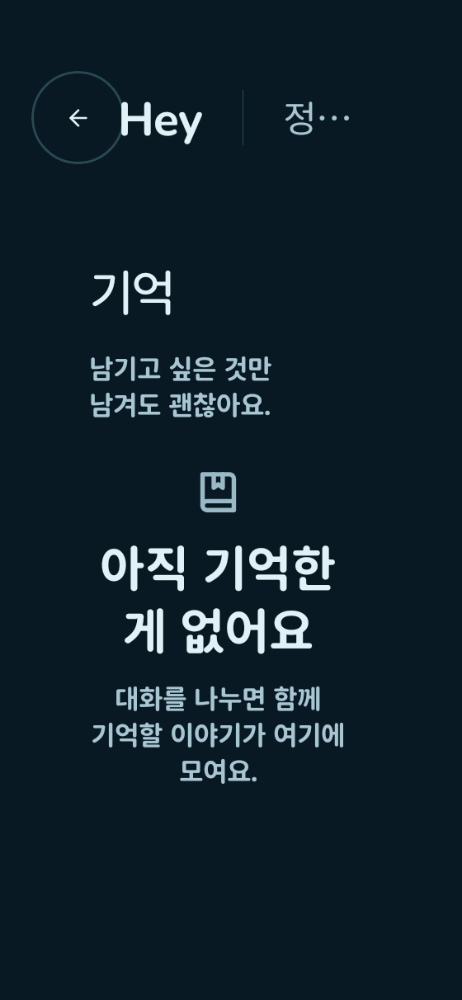 Hey 정…
기억
남기고 싶은 것만
남겨도 괜찮아요.
아직 기억한
게 없어요
대화를 나누면 함께
기억할 이야기가 여기에
모여요.